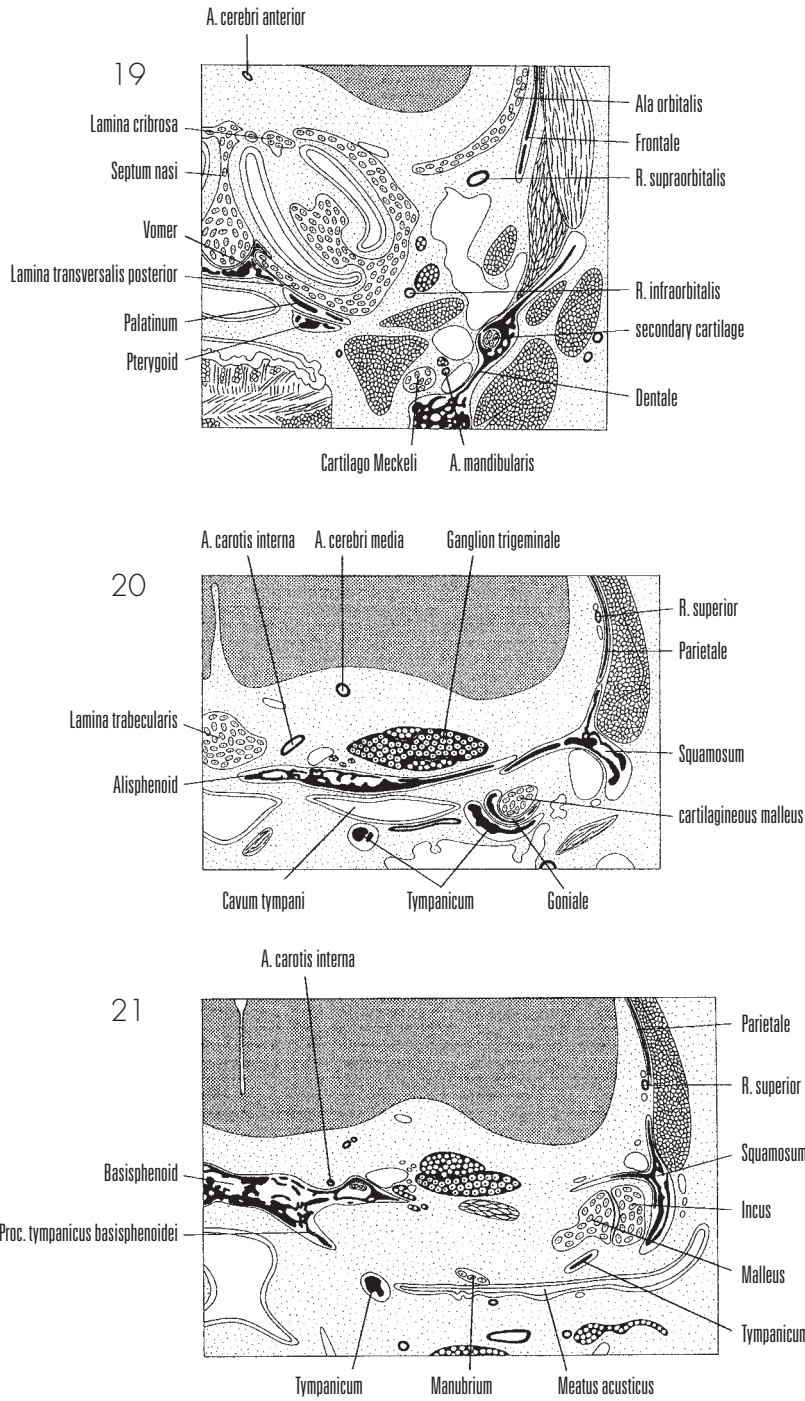 A. cerebri anterior
19
Lamina cribrosa
Septum nasi
Vomer
Lamina transversalis posterior
Palatinum
Pterygoid
Ala orbitalis
Frontale
R. supraorbitalis
R. infraorbitalis
secondary cartilage
Dentale
Cartilago Meckeli
A. mandibularis
20
A. carotis interna
A. cerebri media
Ganglion trigeminale
Lamina trabecularis
Alisphenoid
R. superior
Parietale
Squamosum
cartilagineous malleus
Cavum tympani
Tympanicum
Goniale
21
A. carotis interna
Basisphenoid
Proc. tympanicus basisphenoidei
Parietale
R. superior
Squamosum
Incus
Malleus
Tympanicum
Tympanicum
Manubrium
Meatus acusticus